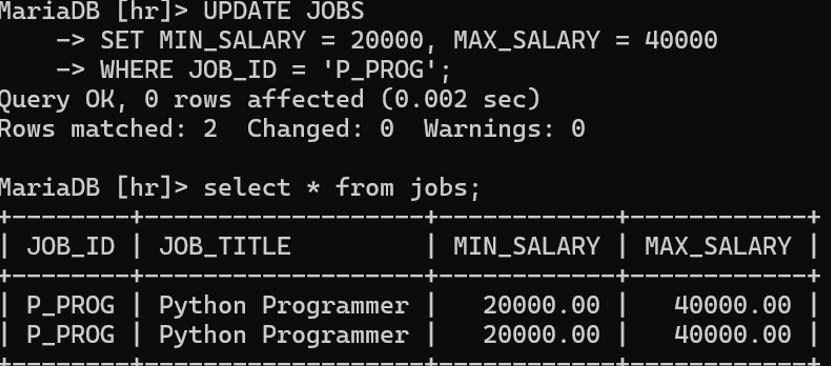 MariaDB [hr]> UPDATE JOBS
    -> SET MIN_SALARY = 20000, MAX_SALARY = 40000
    -> WHERE JOB_ID = 'P_PROG';
Query OK, 0 rows affected (0.002 sec)
Rows matched: 2  Changed: 0  Warnings: 0

MariaDB [hr]> select * from jobs;
+--------+-------------------+------------+------------+
| JOB_ID | JOB_TITLE         | MIN_SALARY | MAX_SALARY |
+--------+-------------------+------------+------------+
| P_PROG | Python Programmer |   20000.00 |   40000.00 |
| P_PROG | Python Programmer |   20000.00 |   40000.00 |
+--------+-------------------+------------+------------+